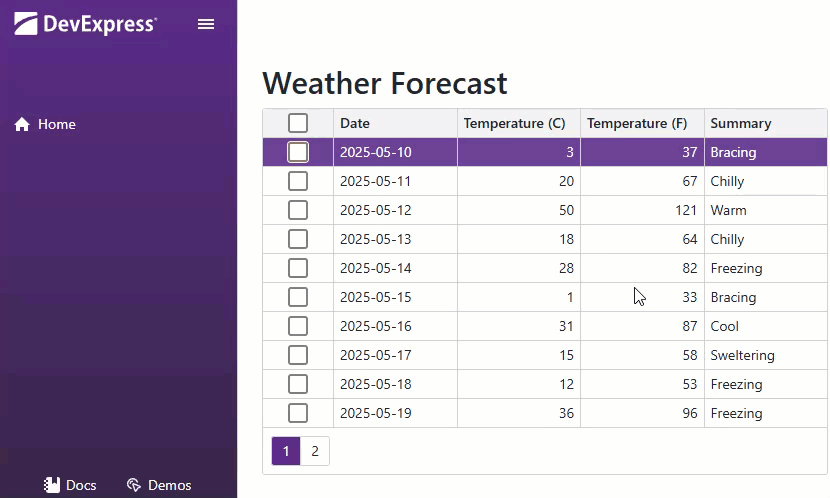 DevExpress
Home
Docs Demos
Weather Forecast
Date Temperature (C) Temperature (F) Summary
2025-05-10 3 37 Bracing
2025-05-11 20 67 Chilly
2025-05-12 50 121 Warm
2025-05-13 18 64 Chilly
2025-05-14 28 82 Freezing
2025-05-15 1 33 Bracing
2025-05-16 31 87 Cool
2025-05-17 15 58 Sweltering
2025-05-18 12 53 Freezing
2025-05-19 36 96 Freezing
1 2